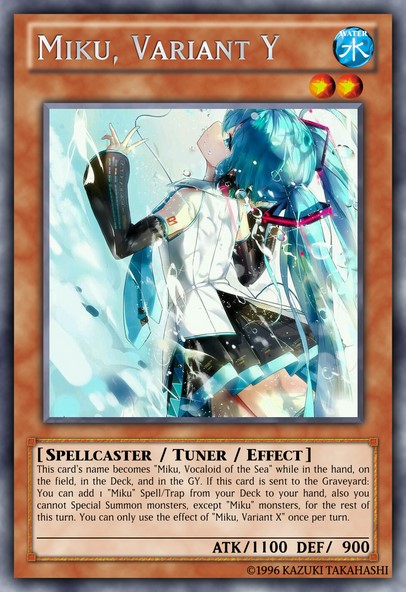 MIKU, VARIANT Y
WATER
水
[ SPELLCASTER / TUNER / EFFECT ]
This card's name becomes "Miku, Vocaloid of the Sea" while in the hand, on
the field, in the Deck, and in the GY. If this card is sent to the Graveyard:
You can add 1 "Miku" Spell/Trap from your Deck to your hand, also you
cannot Special Summon monsters, except "Miku" monsters, for the rest of
this turn. You can only use the effect of "Miku, Variant X" once per turn.
ATK/1100 DEF/ 900
©1996 KAZUKI TAKAHASHI